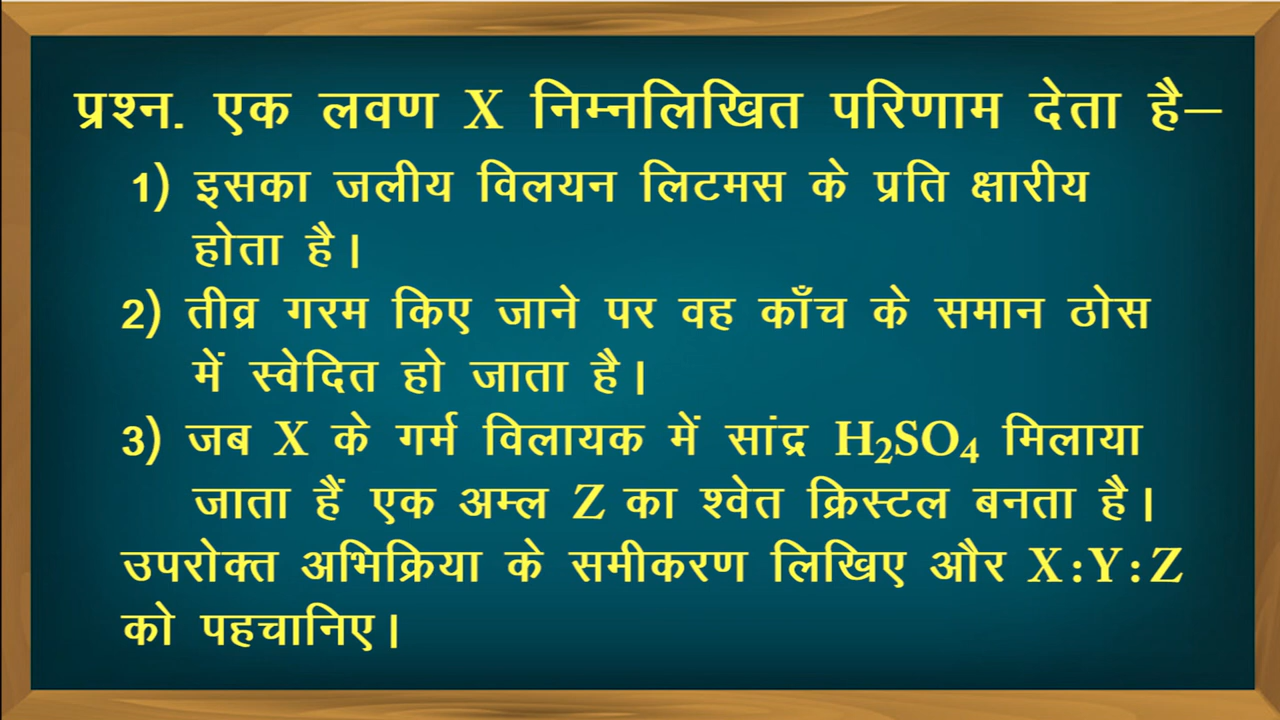 प्रश्न. एक लवण X निम्नलिखित परिणाम देता है–
1) इसका जलीय विलयन लिटमस के प्रति क्षारीय
होता है।
2) तीव्र गरम किए जाने पर वह काँच के समान ठोस
में स्वेदित हो जाता है।
3) जब X के गर्म विलायक में सांद्र H₂SO₄ मिलाया
जाता हैं एक अम्ल Z का श्वेत क्रिस्टल बनता है।
उपरोक्त अभिक्रिया के समीकरण लिखिए और X:Y:Z
को पहचानिए।